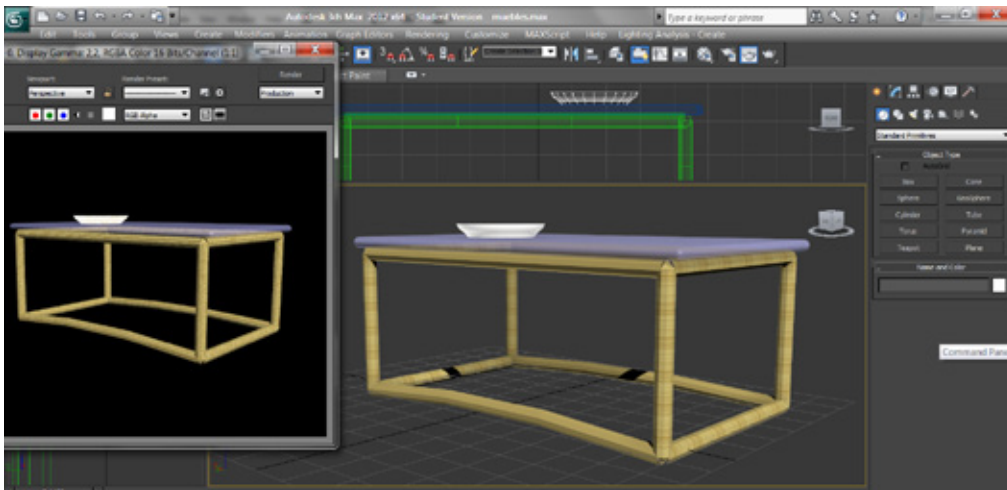 Autodesk 3ds Max 2012 x64 Student Version marbles.max
Type a keyword or phrase
Edit Tools Group Views Create Modifiers Animation Graph Editors Rendering Customize MAXScript Help Lighting Analysis - Create
Display Gamma: 2.2, RGBA Color 16 Bits/Channel (1:1)
Viewport:
Render Preset:
Render
Perspective
Production
RGB Alpha
Paint
Standard Primitives
Object Type
AutoGrid
Box Cone
Sphere GeoSphere
Cylinder Tube
Torus Pyramid
Teapot Plane
Name and Color
Command Pane